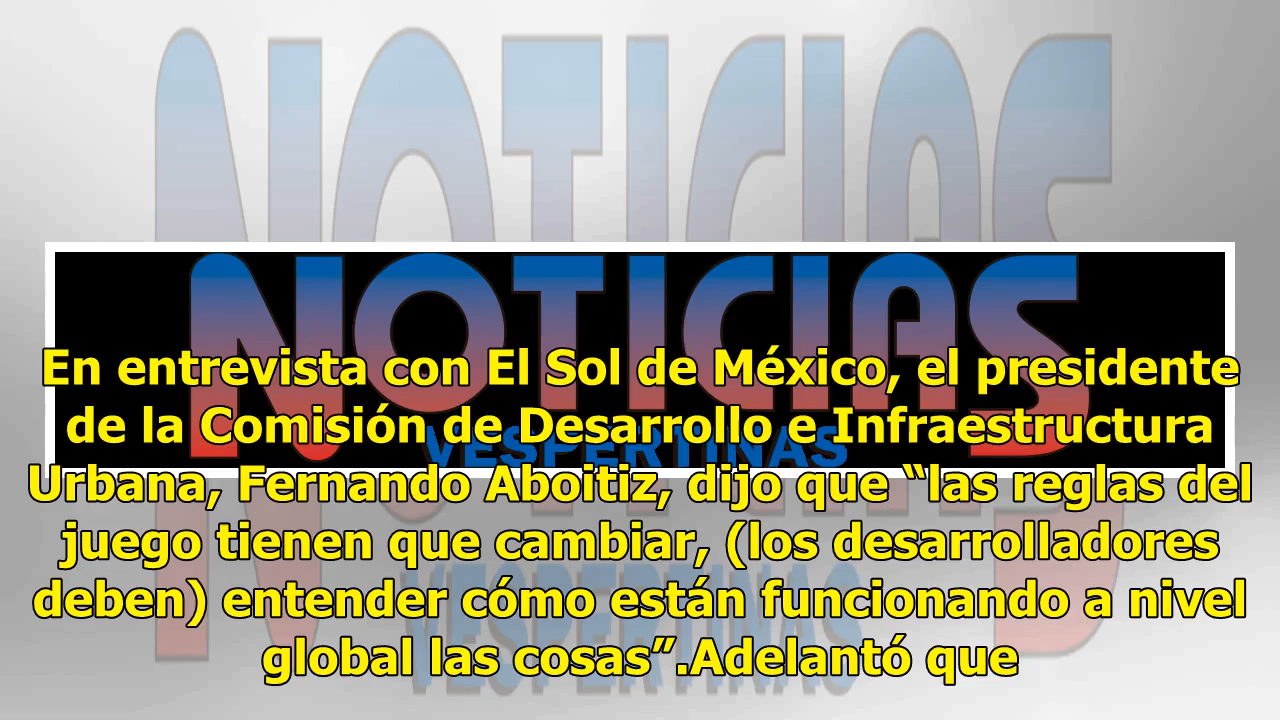 NOTICIAS
VESPERTINAS
NOTICIAS
VESPERTINAS
En entrevista con El Sol de México, el presidente
de la Comisión de Desarrollo e Infraestructura
Urbana, Fernando Aboitiz, dijo que “las reglas del
juego tienen que cambiar, (los desarrolladores
deben) entender cómo están funcionando a nivel
global las cosas”.Adelantó que